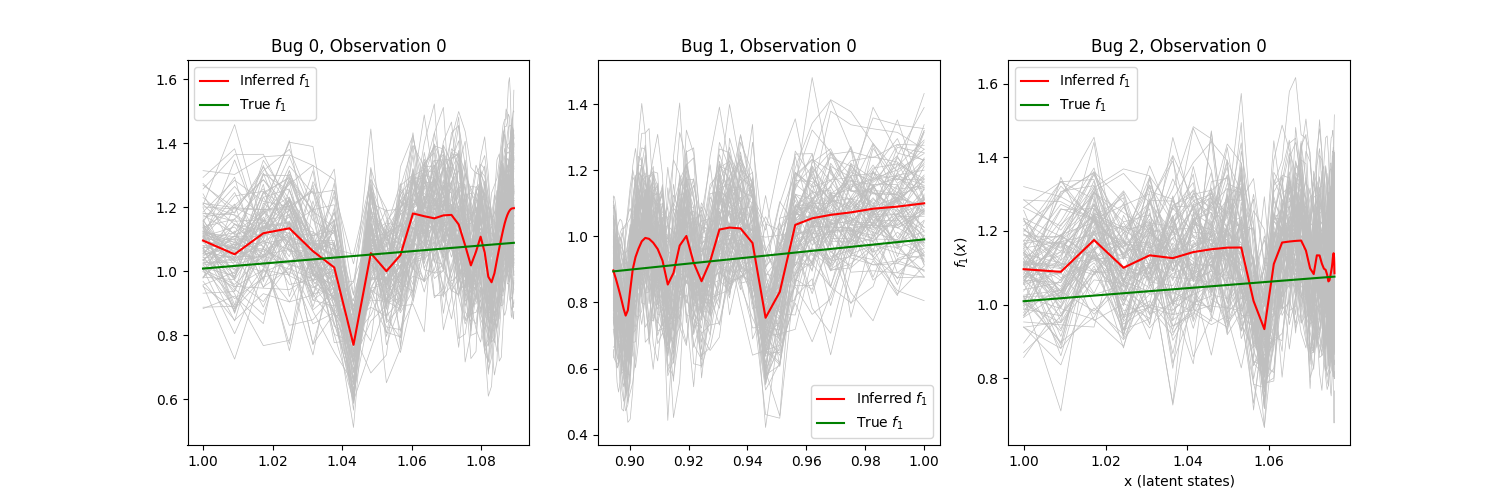 Bug 0, Observation 0
Inferred f₁
True f₁
1.6
1.4
1.2
1.0
0.8
0.6
1.00 1.02 1.04 1.06 1.08
Bug 1, Observation 0
1.4
1.2
1.0
0.8
0.6
0.4
Inferred f₁
True f₁
0.90 0.92 0.94 0.96 0.98 1.00
Bug 2, Observation 0
Inferred f₁
True f₁
f₁(x)
1.6
1.4
1.2
1.0
0.8
1.00 1.02 1.04 1.06
x (latent states)